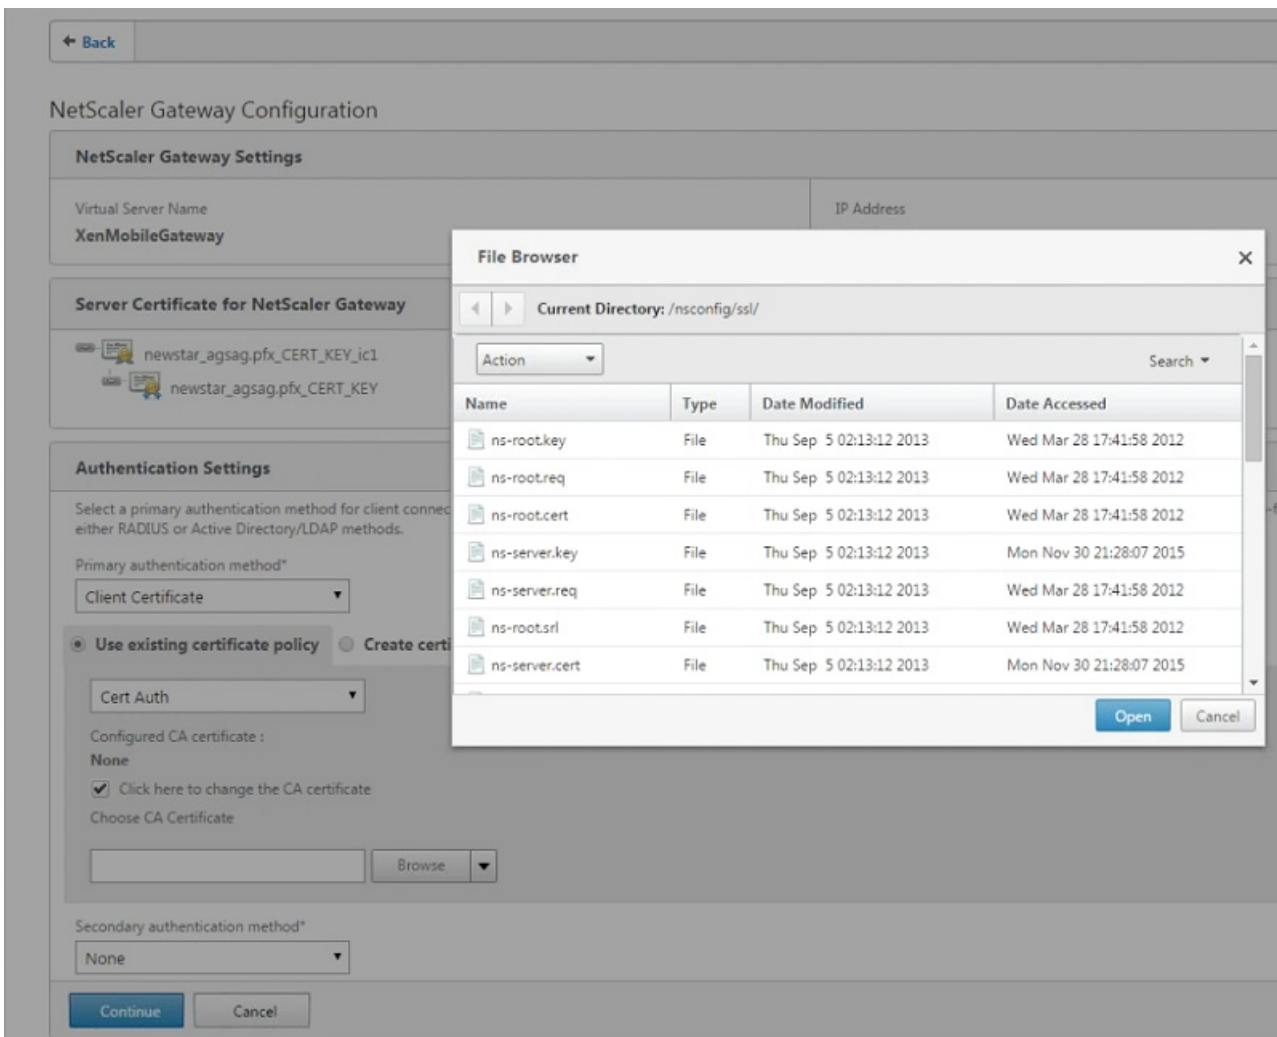 Back
NetScaler Gateway Configuration
NetScaler Gateway Settings
Virtual Server Name
IP Address
XenMobileGateway
Server Certificate for NetScaler Gateway
newstar_agsag.pfx_CERT_KEY_ic1
newstar_agsag.pfx_CERT_KEY
Authentication Settings
Select a primary authentication method for client connec
either RADIUS or Active Directory/LDAP methods.
Primary authentication method*
Client Certificate
Use existing certificate policy Create certi
Cert Auth
Configured CA certificate :
None
Click here to change the CA certificate
Choose CA Certificate
Browse
Secondary authentication method*
None
Continue Cancel
File Browser
Current Directory: /nsconfig/ssl/
Action Search
Name Type Date Modified Date Accessed
ns-root.key File Thu Sep 5 02:13:12 2013 Wed Mar 28 17:41:58 2012
ns-root.req File Thu Sep 5 02:13:12 2013 Wed Mar 28 17:41:58 2012
ns-root.cert File Thu Sep 5 02:13:12 2013 Wed Mar 28 17:41:58 2012
ns-server.key File Thu Sep 5 02:13:12 2013 Mon Nov 30 21:28:07 2015
ns-server.req File Thu Sep 5 02:13:12 2013 Wed Mar 28 17:41:58 2012
ns-root.srl File Thu Sep 5 02:13:12 2013 Wed Mar 28 17:41:58 2012
ns-server.cert File Thu Sep 5 02:13:12 2013 Mon Nov 30 21:28:07 2015
Open Cancel